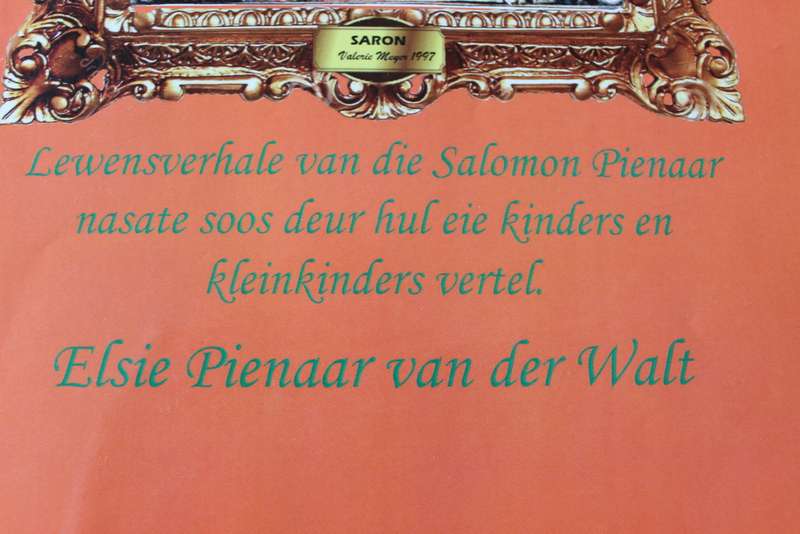 SARON
Valerie Meyer 1997
Lewensverhale van die Salomon Pienaar
nasate soos deur hul eie kinders en
kleinkinders vertel.
Elsie Pienaar van der Walt